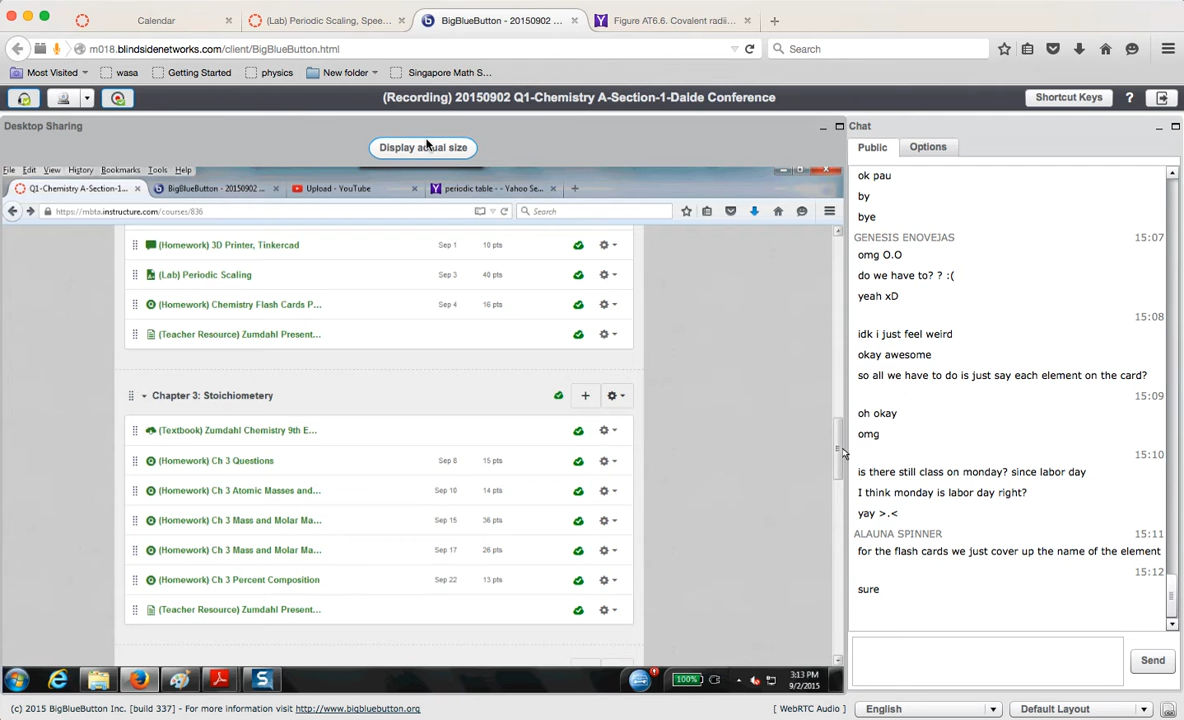 Calendar
(Lab) Periodic Scaling, Spee...
BigBlueButton - 20150902 ...
Figure AT6.6. Covalent radii...
m018.blindsidenetworks.com/client/BigBlueButton.html
Search
Most Visited
wasa
Getting Started
physics
New folder
Singapore Math S...
(Recording) 20150902 Q1-Chemistry A-Section-1-Dalde Conference
Shortcut Keys
?
Desktop Sharing
Chat
Display actual size
Public
Options
File Edit View History Bookmarks Tools Help
Q1-Chemistry A-Section-1...
BigBlueButton - 20150902 ...
Upload - YouTube
periodic table - - Yahoo Se...
https://mbta.instructure.com/courses/836
Search
(Homework) 3D Printer, Tinkercad Sep 1 10 pts
(Lab) Periodic Scaling Sep 3 40 pts
(Homework) Chemistry Flash Cards P... Sep 4 16 pts
(Teacher Resource) Zumdahl Present...
Chapter 3: Stoichiometery
(Textbook) Zumdahl Chemistry 9th E...
(Homework) Ch 3 Questions Sep 8 15 pts
(Homework) Ch 3 Atomic Masses and... Sep 10 14 pts
(Homework) Ch 3 Mass and Molar Ma... Sep 15 36 pts
(Homework) Ch 3 Mass and Molar Ma... Sep 17 26 pts
(Homework) Ch 3 Percent Composition Sep 22 13 pts
(Teacher Resource) Zumdahl Present...
ok pau
by
bye
GENESIS ENOVEJAS 15:07
omg O.O
do we have to? ? :(
yeah xD
15:08
idk i just feel weird
okay awesome
so all we have to do is just say each element on the card?
15:09
oh okay
omg
15:10
is there still class on monday? since labor day
I think monday is labor day right?
yay >.<
ALAUNA SPINNER 15:11
for the flash cards we just cover up the name of the element
15:12
sure
Send
100%
3:13 PM
9/2/2015
(c) 2015 BigBlueButton Inc. [build 337] - For more information visit http://www.bigbluebutton.org
[ WebRTC Audio ]
English
Default Layout